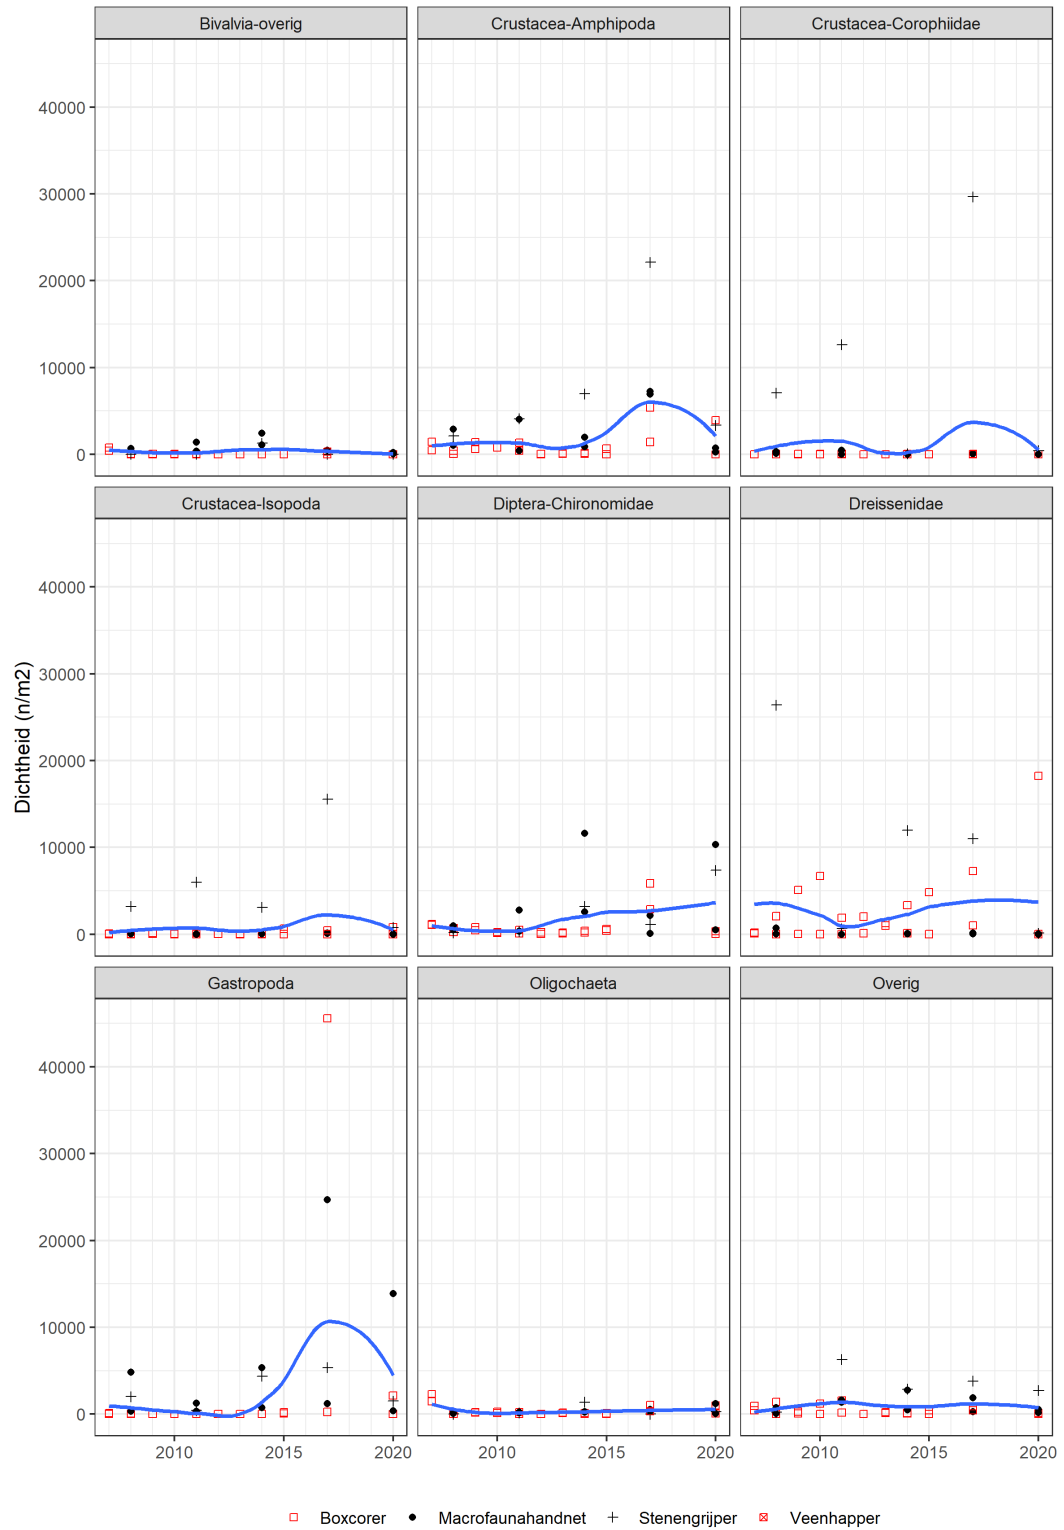 Bivalvia-overig Crustacea-Amphipoda Crustacea-Corophiidae
40000
30000
20000
10000
0
Crustacea-Isopoda Diptera-Chironomidae Dreissenidae
40000
30000
20000
10000
0
Dichtheid (n/m2)
Gastropoda Oligochaeta Overig
40000
30000
20000
10000
0
2010 2015 2020 2010 2015 2020 2010 2015 2020
Boxcorer Macrofaunahandnet Stenengrijper Veenhapper